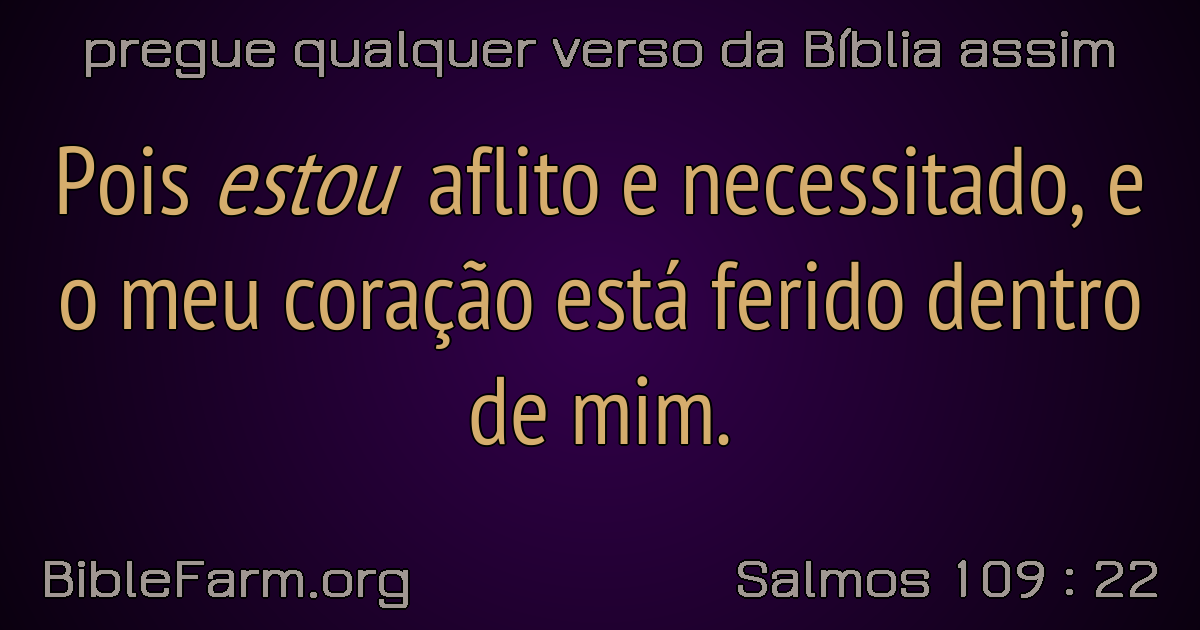 pregue qualquer verso da Bíblia assim
Pois estou aflito e necessitado, e
o meu coração está ferido dentro
de mim.
BibleFarm.org
Salmos 109 : 22